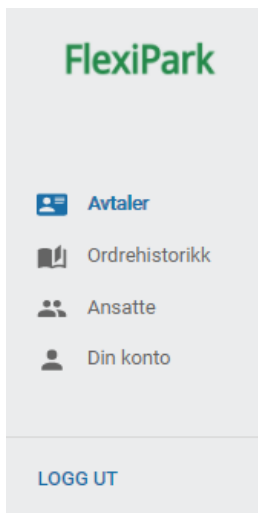 FlexiPark
Avtaler
Ordrehistorikk
Ansatte
Din konto
LOGG UT